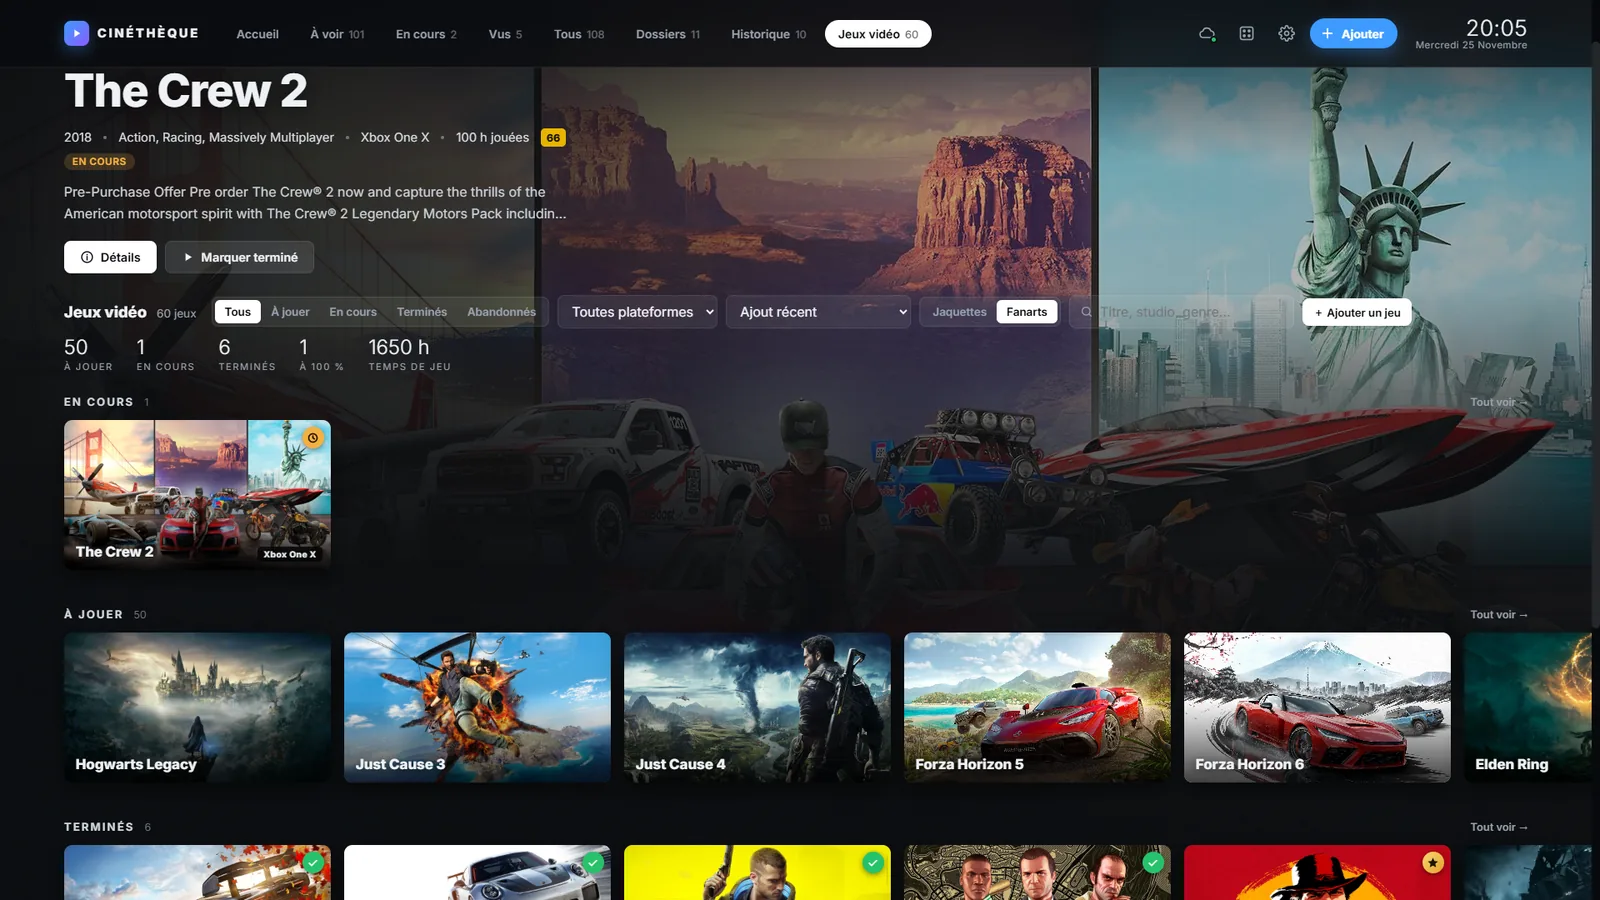 CINÉTHÈQUE Accueil À voir 101 En cours 2 Vus 5 Tous 108 Dossiers 11 Historique 10 Jeux vidéo 60 + Ajouter 20:05
Mercredi 25 Novembre
The Crew 2
2018 • Action, Racing, Massively Multiplayer • Xbox One X • 100 h jouées 66
EN COURS
Pre-Purchase Offer Pre order The Crew® 2 now and capture the thrills of the
American motorsport spirit with The Crew® 2 Legendary Motors Pack includin...
Détails Marquer terminé
Jeux vidéo 60 jeux Tous À jouer En cours Terminés Abandonnés Toutes plateformes Ajout récent Jaquettes Fanarts Titre, studio, genre... + Ajouter un jeu
50 1 6 1 1650 h
À JOUER EN COURS TERMINÉS À 100 % TEMPS DE JEU
EN COURS 1 Tout voir →
The Crew 2 Xbox One X
À JOUER 50 Tout voir →
Hogwarts Legacy Just Cause 3 Just Cause 4 Forza Horizon 5 Forza Horizon 6 Elden Ring
TERMINÉS 6 Tout voir →